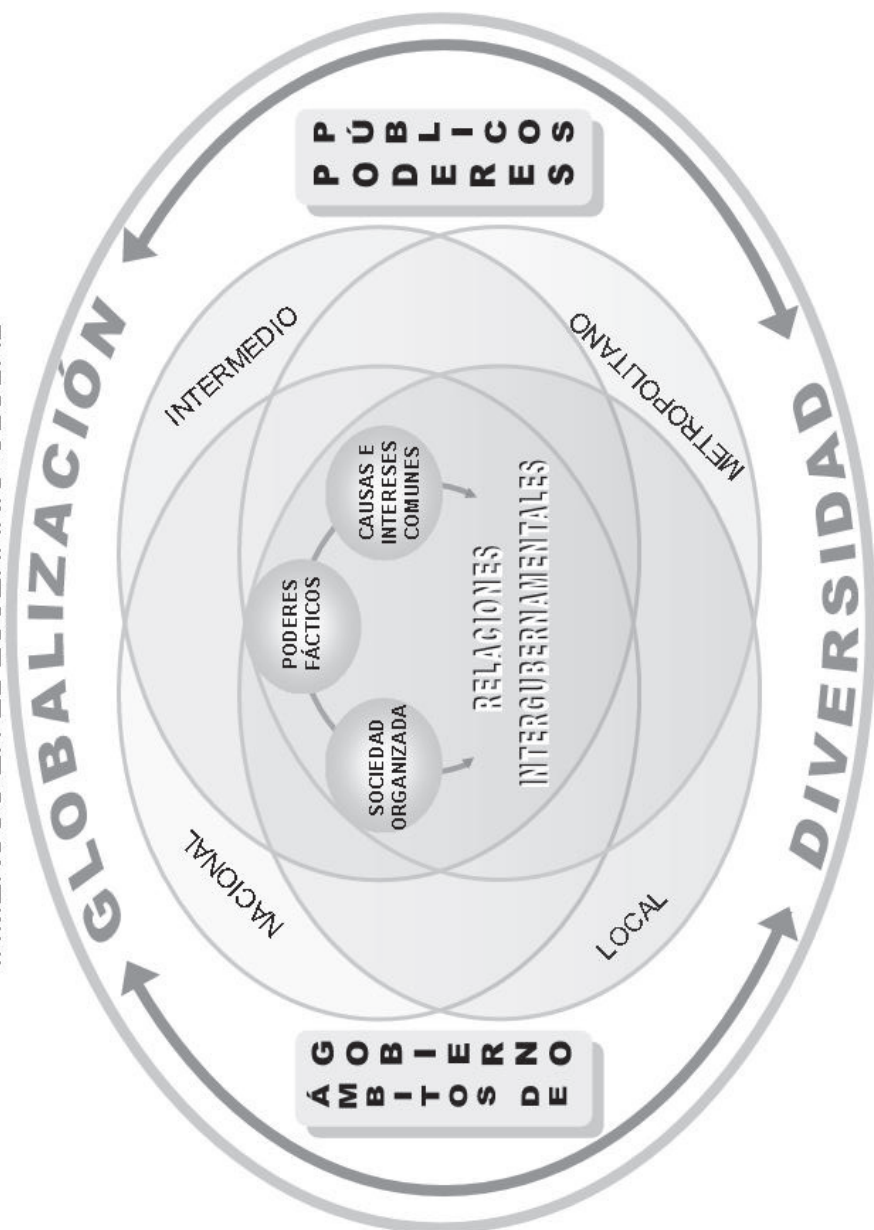 GLOBALIZACIÓN
NACIONAL
INTERMEDIO
ÁMBITOS DE
GOBIERNO
PODERES
PÚBLICOS
PODERES
FÁCTICOS
SOCIEDAD
ORGANIZADA
CAUSAS E
INTERESES
COMUNES
RELACIONES
INTERGUBERNAMENTALES
LOCAL
METROPOLITANO
DIVERSIDAD